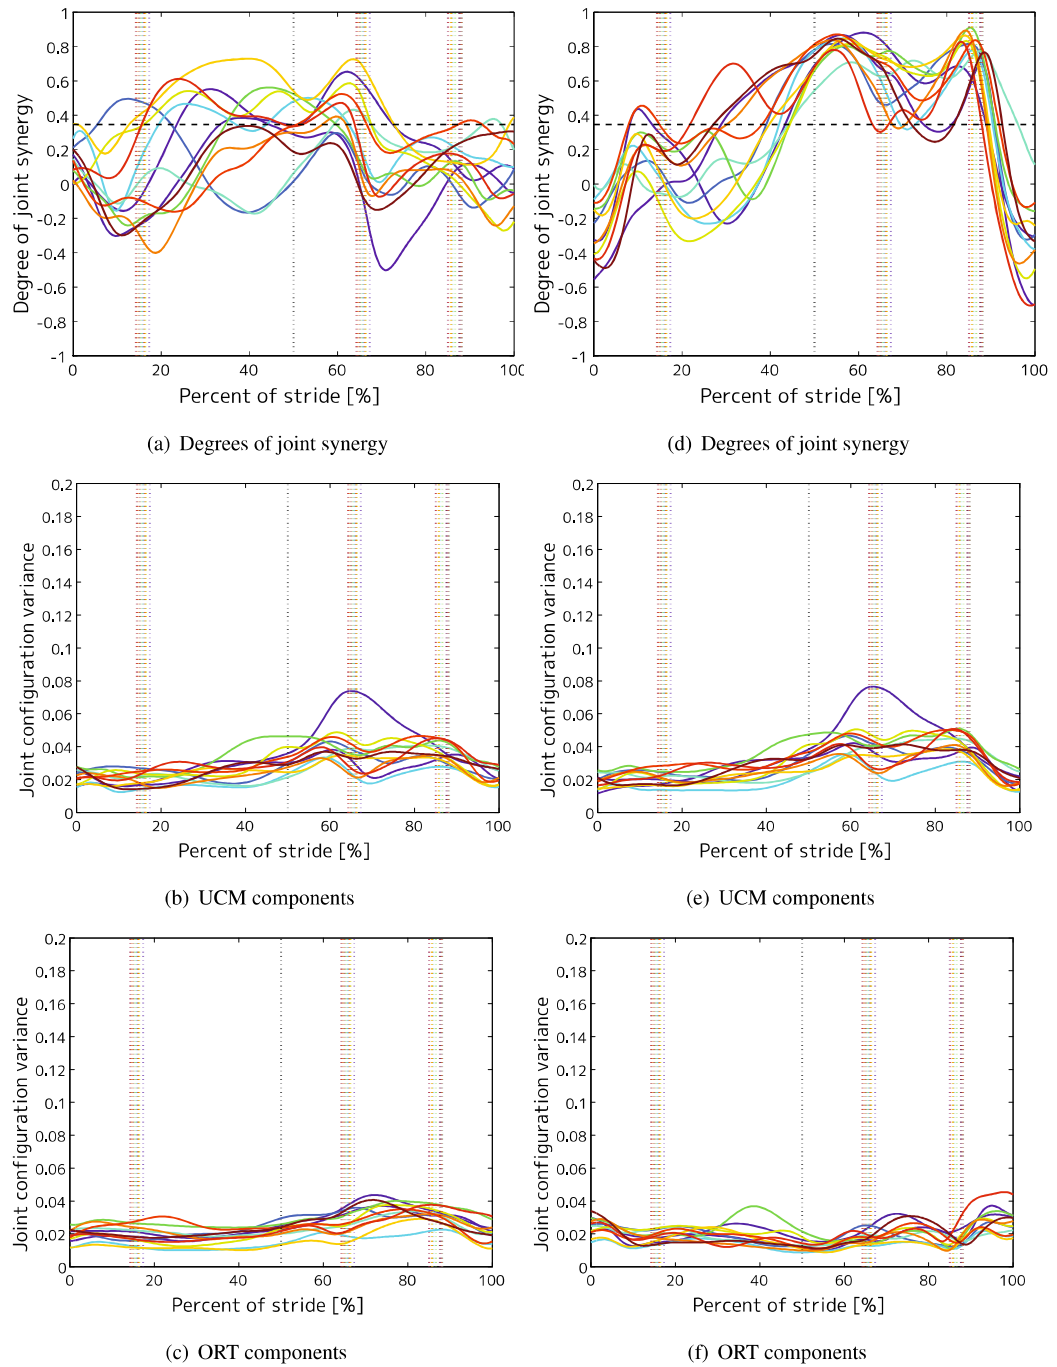 1
0.8
0.6
0.4
0.2
0
-0.2
-0.4
-0.6
-0.8
-1
0 20 40 60 80 100
Degree of joint synergy
Percent of stride [%]
(a) Degrees of joint synergy
1
0.8
0.6
0.4
0.2
0
-0.2
-0.4
-0.6
-0.8
-1
0 20 40 60 80 100
Degree of joint synergy
Percent of stride [%]
(d) Degrees of joint synergy
0.2
0.18
0.16
0.14
0.12
0.1
0.08
0.06
0.04
0.02
0
0 20 40 60 80 100
Joint configuration variance
Percent of stride [%]
(b) UCM components
0.2
0.18
0.16
0.14
0.12
0.1
0.08
0.06
0.04
0.02
0
0 20 40 60 80 100
Joint configuration variance
Percent of stride [%]
(e) UCM components
0.2
0.18
0.16
0.14
0.12
0.1
0.08
0.06
0.04
0.02
0
0 20 40 60 80 100
Joint configuration variance
Percent of stride [%]
(c) ORT components
0.2
0.18
0.16
0.14
0.12
0.1
0.08
0.06
0.04
0.02
0
0 20 40 60 80 100
Joint configuration variance
Percent of stride [%]
(f) ORT components